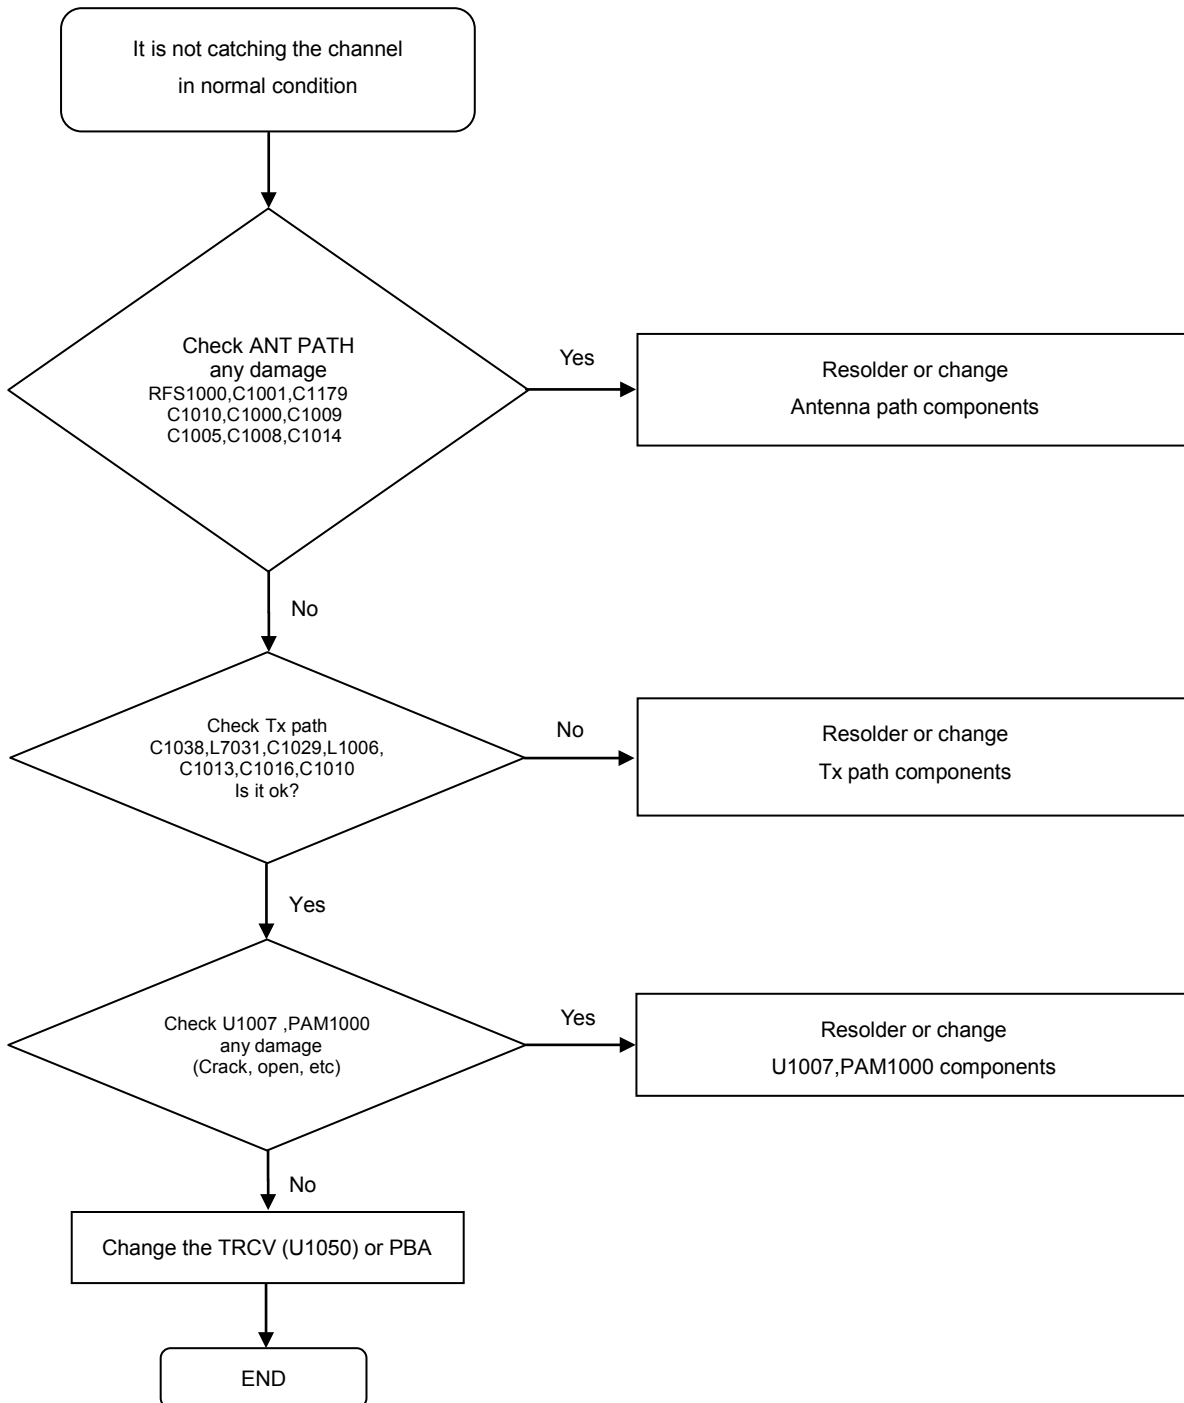 It is not catching the channel
in normal condition
Check ANT PATH
any damage
RFS1000,C1001,C1179
C1010,C1000,C1009
C1005,C1008,C1014
Yes
Resolder or change
Antenna path components
No
Check Tx path
C1038,L7031,C1029,L1006,
C1013,C1016,C1010
Is it ok?
No
Resolder or change
Tx path components
Yes
Check U1007 ,PAM1000
any damage
(Crack, open, etc)
Yes
Resolder or change
U1007,PAM1000 components
No
Change the TRCV (U1050) or PBA
END